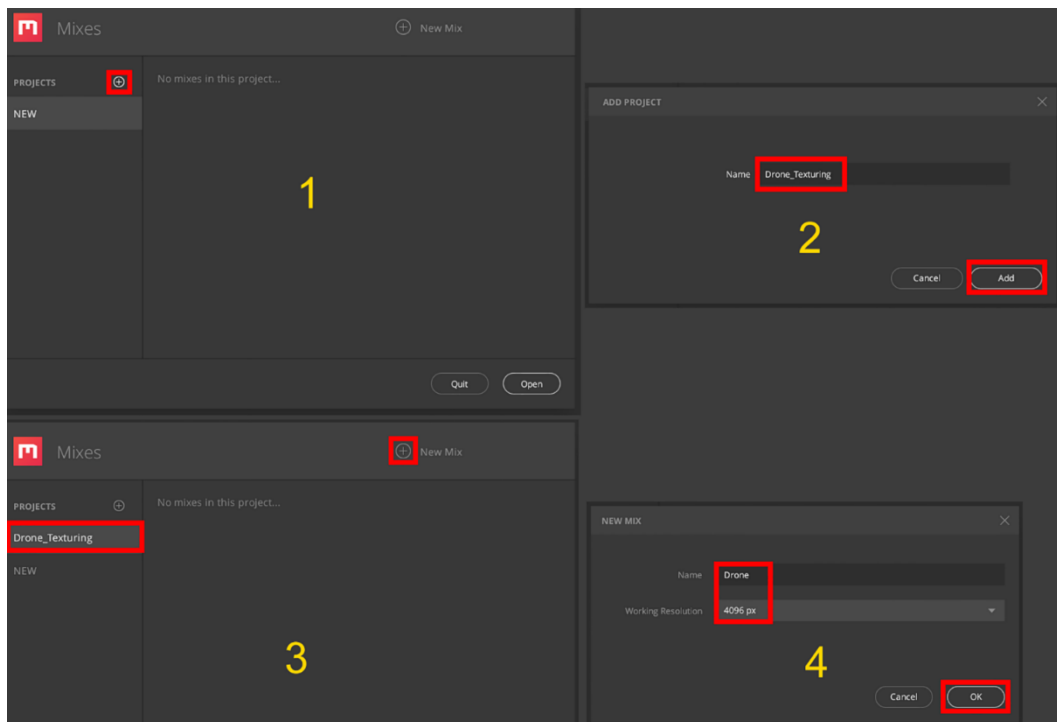 m Mixes
New Mix
PROJECTS
No mixes in this project...
NEW
1
Quit
Open
ADD PROJECT
Name Drone_Texturing
2
Cancel
Add
m Mixes
New Mix
PROJECTS
No mixes in this project...
Drone_Texturing
NEW
3
NEW MIX
Name Drone
Working Resolution 4096 px
4
Cancel
OK